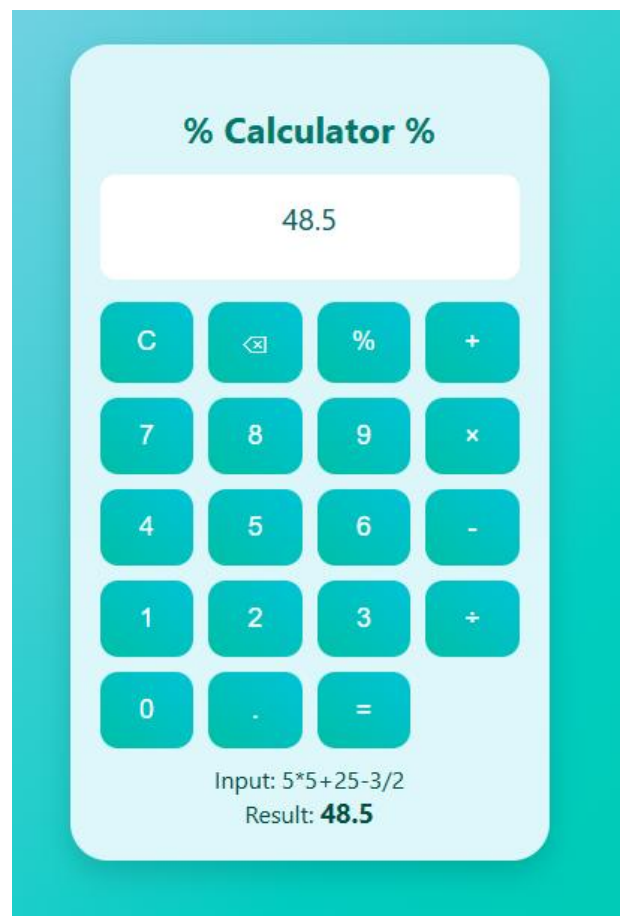 % Calculator %
48.5
C ⌫ % +
7 8 9 ×
4 5 6 -
1 2 3 ÷
0 . =
Input: 5*5+25-3/2
Result: 48.5